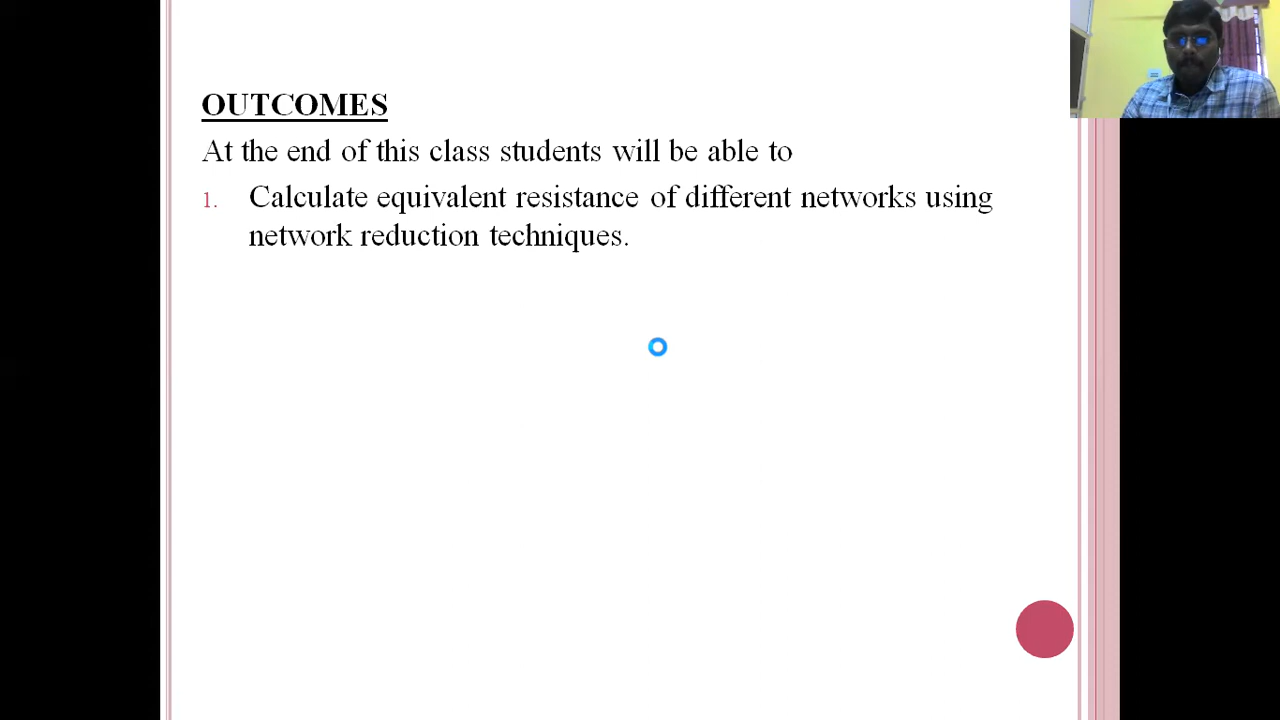 OUTCOMES
At the end of this class students will be able to
1. Calculate equivalent resistance of different networks using
network reduction techniques.